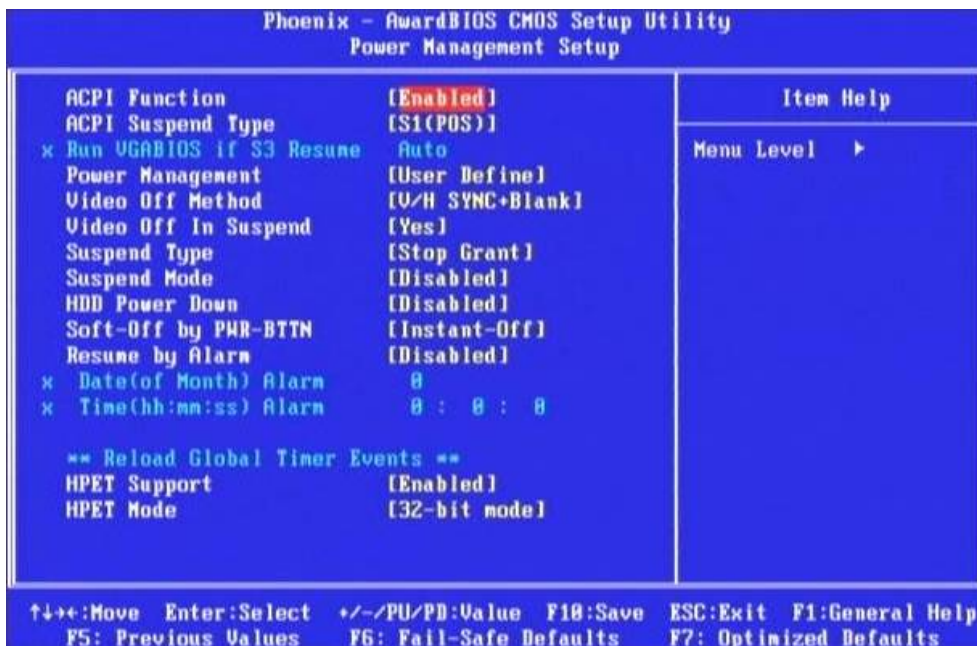 Phoenix - AwardBIOS CMOS Setup Utility
Power Management Setup
ACPI Function [Enabled]
ACPI Suspend Type [S1(POS)]
x Run VGABIOS if S3 Resume Auto
Power Management [User Define]
Video Off Method [V/H SYNC+Blank]
Video Off In Suspend [Yes]
Suspend Type [Stop Grant]
Suspend Mode [Disabled]
HDD Power Down [Disabled]
Soft-Off by PWR-BTTN [Instant-Off]
Resume by Alarm [Disabled]
x Date(of Month) Alarm 0
x Time(hh:mm:ss) Alarm 0 : 0 : 0
** Reload Global Timer Events **
HPET Support [Enabled]
HPET Mode [32-bit mode]
Item Help
Menu Level ►
↑↓→←:Move Enter:Select +/-/PU/PD:Value F10:Save ESC:Exit F1:General Help
F5: Previous Values F6: Fail-Safe Defaults F7: Optimized Defaults